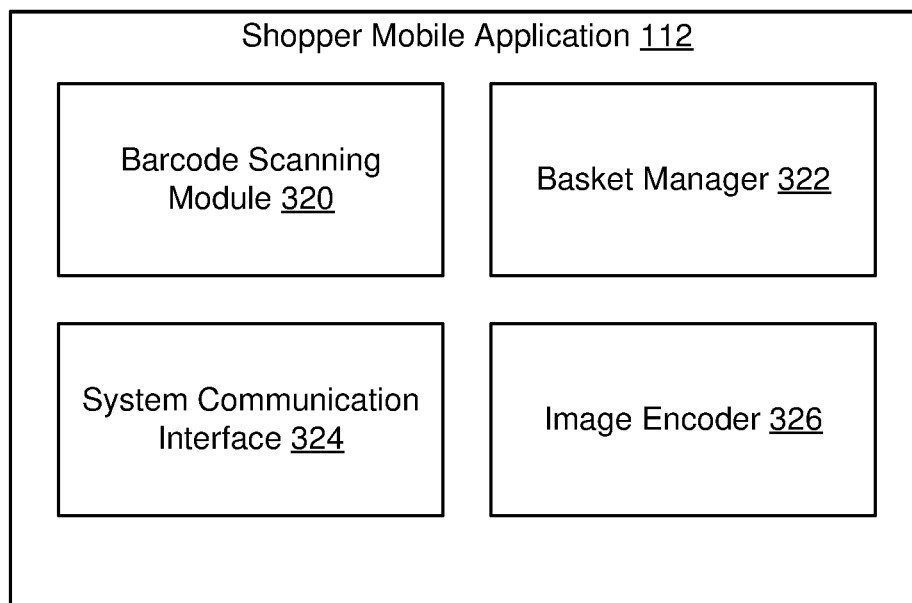 Shopper Mobile Application 112
Barcode Scanning
Module 320
Basket Manager 322
System Communication
Interface 324
Image Encoder 326